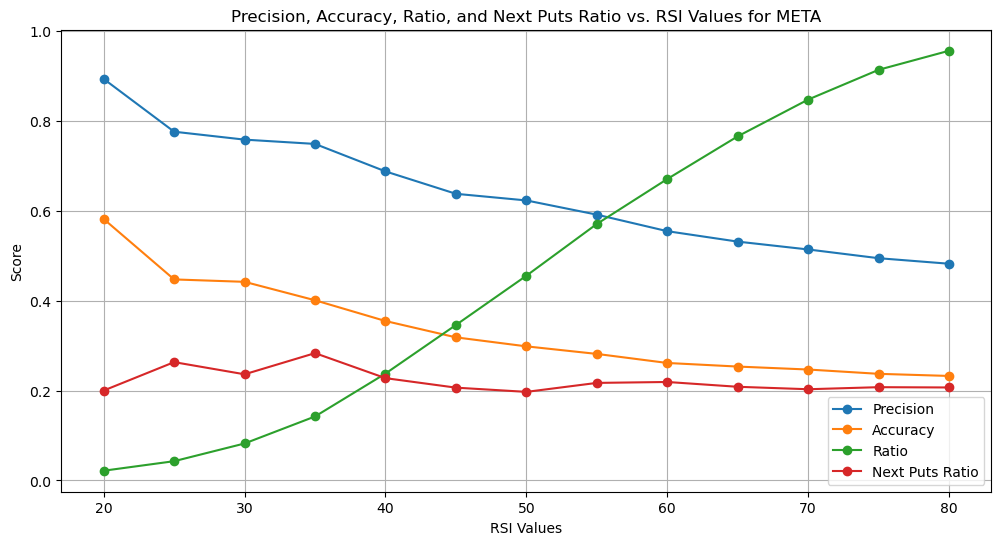 Precision, Accuracy, Ratio, and Next Puts Ratio vs. RSI Values for META
1.0
0.8
0.6
0.4
0.2
0.0
Score
20 30 40 50 60 70 80
RSI Values
Precision
Accuracy
Ratio
Next Puts Ratio